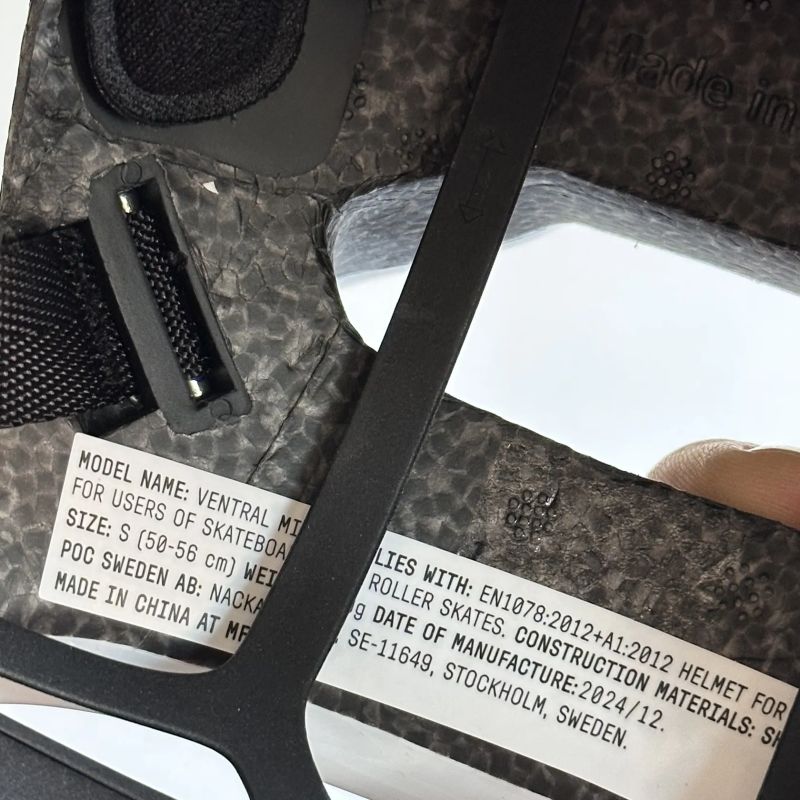 Made in
MODEL NAME: VENTRAL MI LIES WITH: EN1078:2012+A1:2012 HELMET FOR
FOR USERS OF SKATEBOA ROLLER SKATES. CONSTRUCTION MATERIALS:
SIZE: S (50-56 cm) WEI g DATE OF MANUFACTURE:2024/12.
POC SWEDEN AB: NACKA , SE-11649, STOCKHOLM, SWEDEN.
MADE IN CHINA AT